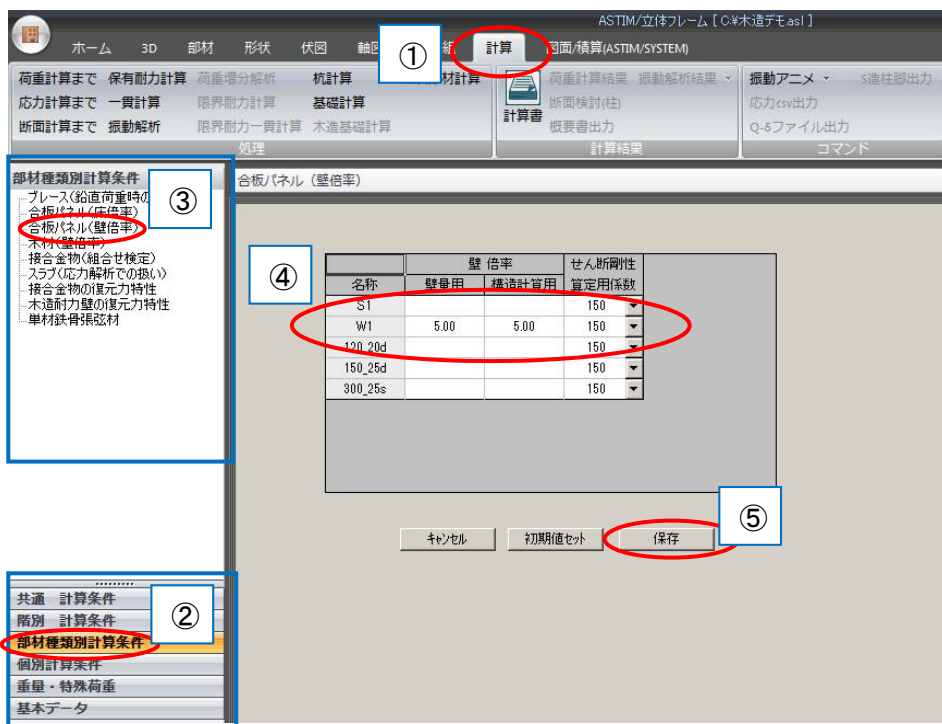 ASTIM/立体フレーム [ C:¥木造デモ.asl ]
ホーム 3D 部材 形状 伏図 ① 計算 図面/積算(ASTIM/SYSTEM)
荷重計算まで 保有耐力計算 荷重増分解析 杭計算 材計算 荷重計算結果 振動解析結果 振動アニメ S造柱脚出力
応力計算まで 一貫計算 限界耐力計算 基礎計算 計算書 断面検討(柱) 応力csv出力
断面計算まで 振動解析 限界耐力一貫計算 木造基礎計算 概要書出力 Q-δファイル出力
処理 計算結果 コマンド
部材種類別計算条件 合板パネル (壁倍率)
ブレース(鉛直荷重時の ③
合板パネル(床倍率)
合板パネル(壁倍率)
木材(壁倍率)
接合金物(組合せ検定)
スラブ(応力解析での扱い)
接合金物の復元力特性
木造耐力壁の復元力特性
単材鉄骨張弦材
④
壁 倍率 せん断剛性
名称 壁量用 構造計算用 算定用係数
S1 150
W1 5.00 5.00 150
120_20d 150
150_25d 150
300_25s 150
⑤
キャンセル 初期値セット 保存
②
共通 計算条件
階別 計算条件
部材種類別計算条件
個別計算条件
重量・特殊荷重
基本データ